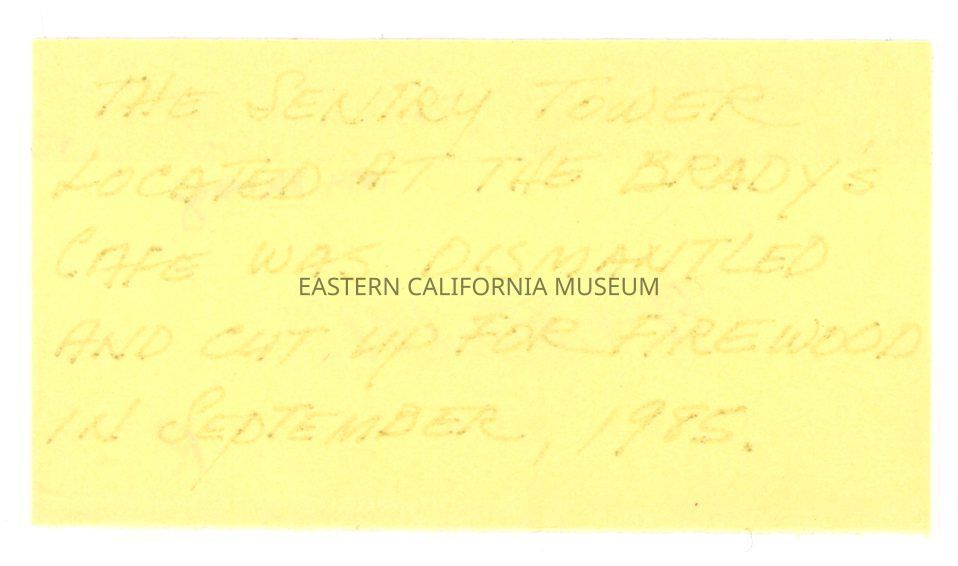 THE SENTRY TOWER
LOCATED AT THE BRADY'S
CAFE WAS DISMANTLED
EASTERN CALIFORNIA MUSEUM
AND CUT UP FOR FIREWOOD
IN SEPTEMBER, 1985.